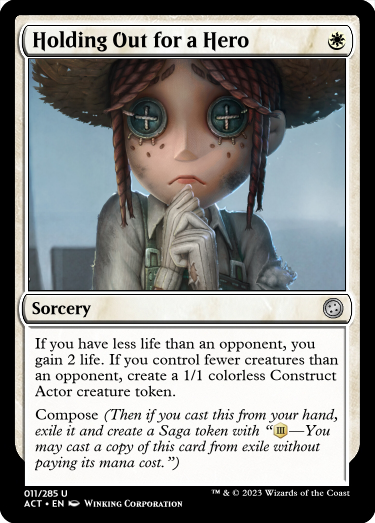 Holding Out for a Hero
Sorcery
If you have less life than an opponent, you
gain 2 life. If you control fewer creatures than
an opponent, create a 1/1 colorless Construct
Actor creature token.
Compose (Then if you cast this from your hand,
exile it and create a Saga token with “III—You
may cast a copy of this card from exile without
paying its mana cost.”)
011/285 U
ACT • EN Winking Corporation
™ & © 2023 Wizards of the Coast